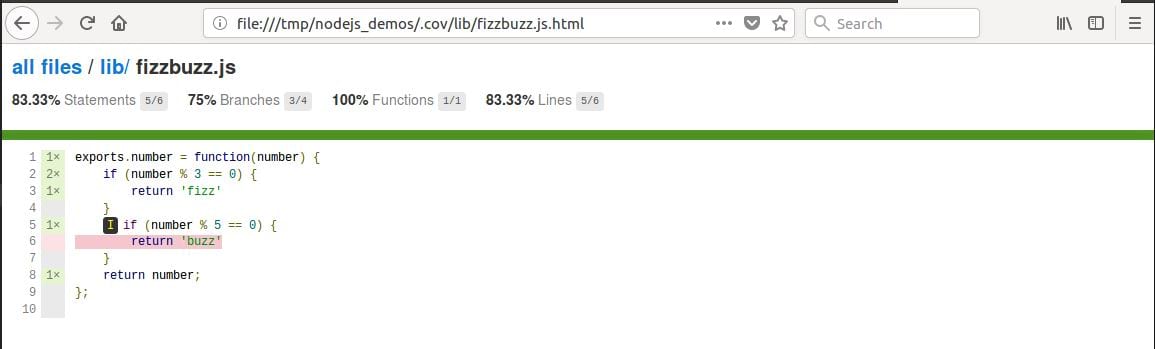 file:///tmp/nodejs_demos/.cov/lib/fizzbuzz.js.html
Search
all files / lib/ fizzbuzz.js
83.33% Statements 5/6 75% Branches 3/4 100% Functions 1/1 83.33% Lines 5/6
1 1× exports.number = function(number) {
2 2× if (number % 3 == 0) {
3 1× return 'fizz'
4 }
5 1× I if (number % 5 == 0) {
6 return 'buzz'
7 }
8 1× return number;
9 };
10